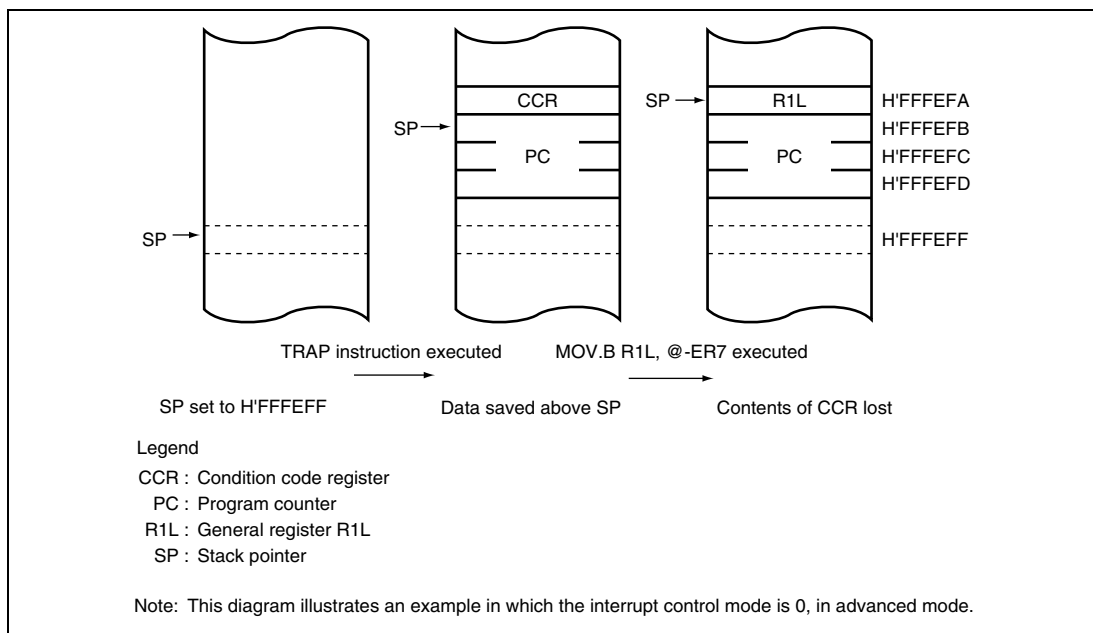 CCR
SP
R1L
H'FFFEFA
SP
H'FFFEFB
PC
PC
H'FFFEFC
H'FFFEFD
SP
H'FFFEFF
TRAP instruction executed
MOV.B R1L, @-ER7 executed
SP set to H'FFFEFF
Data saved above SP
Contents of CCR lost
Legend
CCR : Condition code register
PC : Program counter
R1L : General register R1L
SP : Stack pointer
Note: This diagram illustrates an example in which the interrupt control mode is 0, in advanced mode.